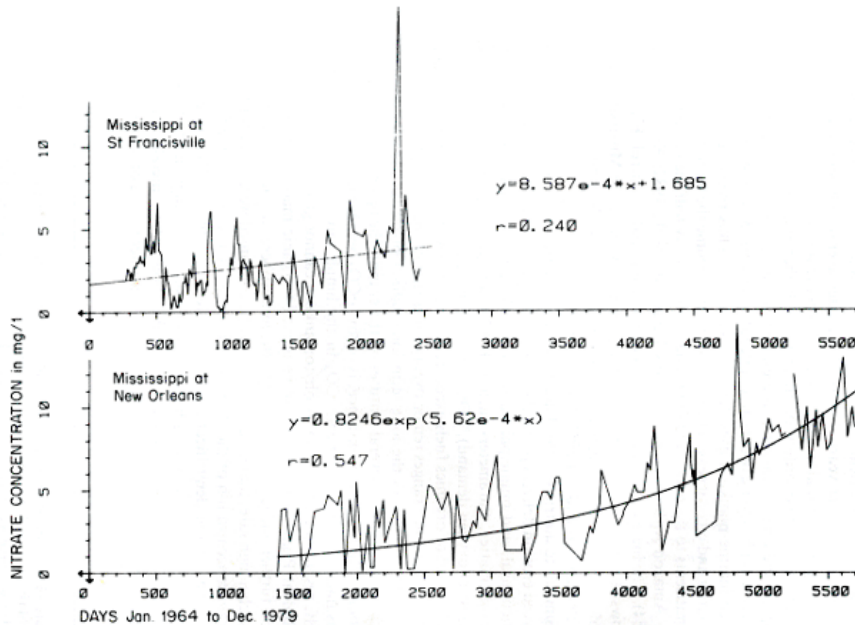 Mississippi at
St Francisville
y=8.587e-4*x+1.685
r=0.240
10
5
0
0 500 1000 1500 2000 2500 3000 3500 4000 4500 5000 5500
Mississippi at
New Orleans
y=0.8246exp(5.62e-4*x)
r=0.547
10
5
0
0 500 1000 1500 2000 2500 3000 3500 4000 4500 5000 5500
NITRATE CONCENTRATION in mg/l
DAYS Jan. 1964 to Dec. 1979